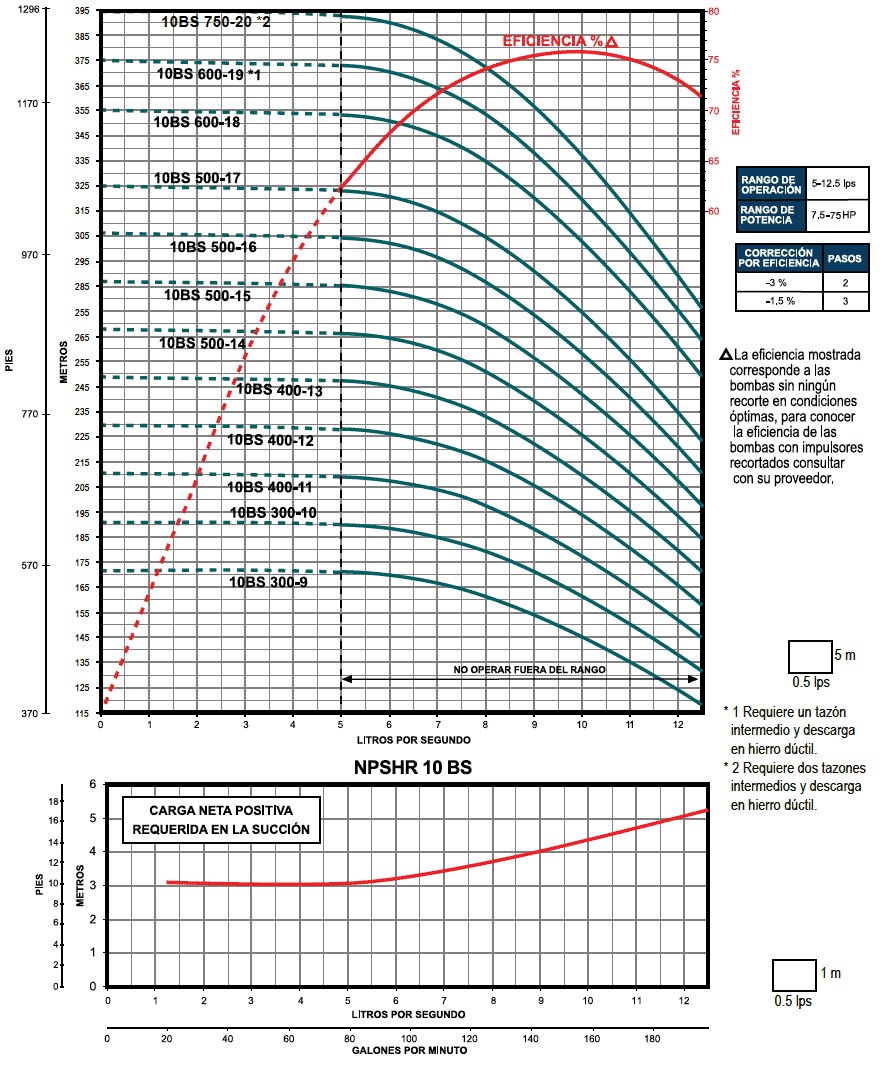 1296
1170
970
770
570
370
PIES
395
385
375
365
355
345
335
325
315
305
295
285
275
265
255
245
235
225
215
205
195
185
175
165
155
145
135
125
115
METROS
10BS 750-20 *2
10BS 600-19 *1
10BS 600-18
10BS 500-17
10BS 500-16
10BS 500-15
10BS 500-14
10BS 400-13
10BS 400-12
10BS 400-11
10BS 300-10
10BS 300-9
EFICIENCIA % Δ
80
75
70
65
60
EFICIENCIA %
NO OPERAR FUERA DEL RANGO
0 1 2 3 4 5 6 7 8 9 10 11 12
LITROS POR SEGUNDO
RANGO DE OPERACIÓN 5-12.5 lps
RANGO DE POTENCIA 7.5-75 HP
CORRECCIÓN POR EFICIENCIA PASOS
-3 % 2
-1,5 % 3
Δ La eficiencia mostrada
corresponde a las
bombas sin ningún
recorte en condiciones
óptimas, para conocer
la eficiencia de las
bombas con impulsores
recortados consultar
con su proveedor.
5 m
0.5 lps
* 1 Requiere un tazón
intermedio y descarga
en hierro dúctil.
* 2 Requiere dos tazones
intermedios y descarga
en hierro dúctil.
NPSHR 10 BS
CARGA NETA POSITIVA
REQUERIDA EN LA SUCCIÓN
18
16
14
12
10
8
6
4
2
0
PIES
6
5
4
3
2
1
0
METROS
0 1 2 3 4 5 6 7 8 9 10 11 12
LITROS POR SEGUNDO
0 20 40 60 80 100 120 140 160 180
GALONES POR MINUTO
1 m
0.5 lps